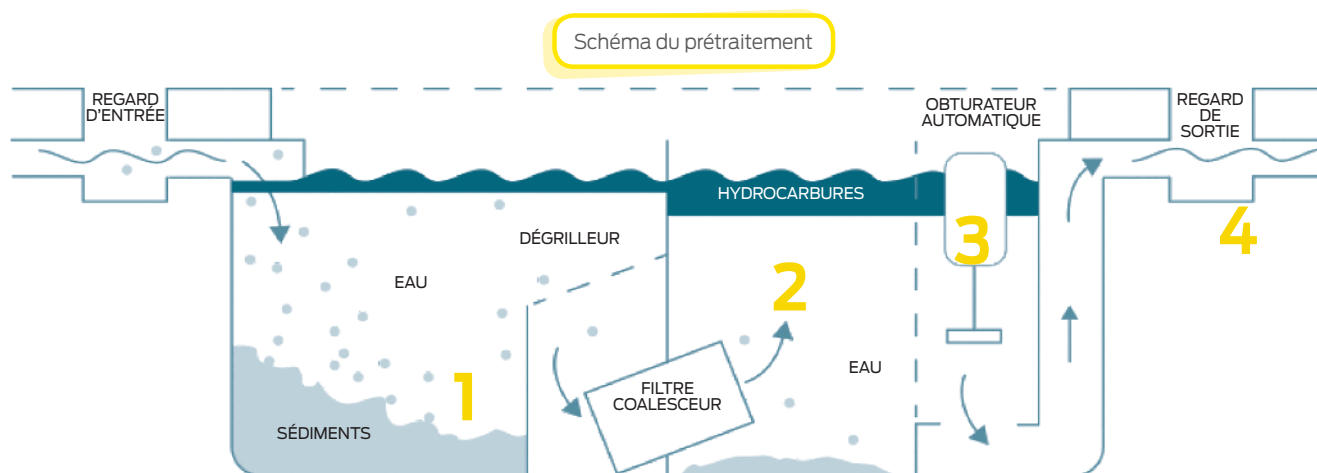 Schéma du prétraitement
REGARD
D'ENTRÉE
OBTURATEUR
AUTOMATIQUE
REGARD
DE
SORTIE
HYDROCARBURES
DÉGRILLEUR
EAU
3
4
2
EAU
FILTRE
COALESCEUR
1
SÉDIMENTS